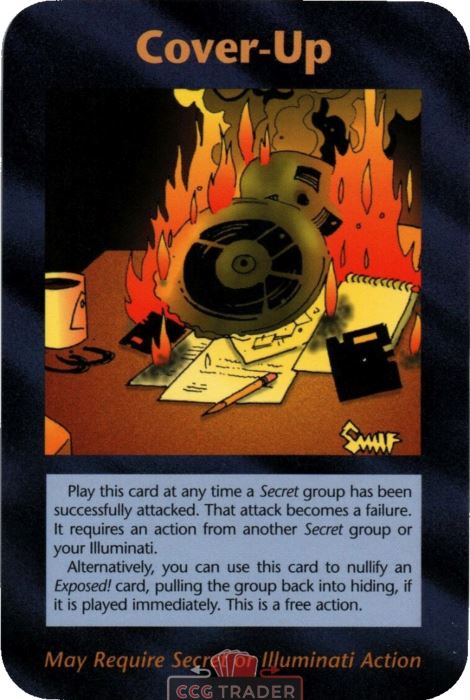 Cover-Up
SMIF
Play this card at any time a Secret group has been
successfully attacked. That attack becomes a failure.
It requires an action from another Secret group or
your Illuminati.
Alternatively, you can use this card to nullify an
Exposed! card, pulling the group back into hiding, if
it is played immediately. This is a free action.
May Require Secret or Illuminati Action
CCG TRADER